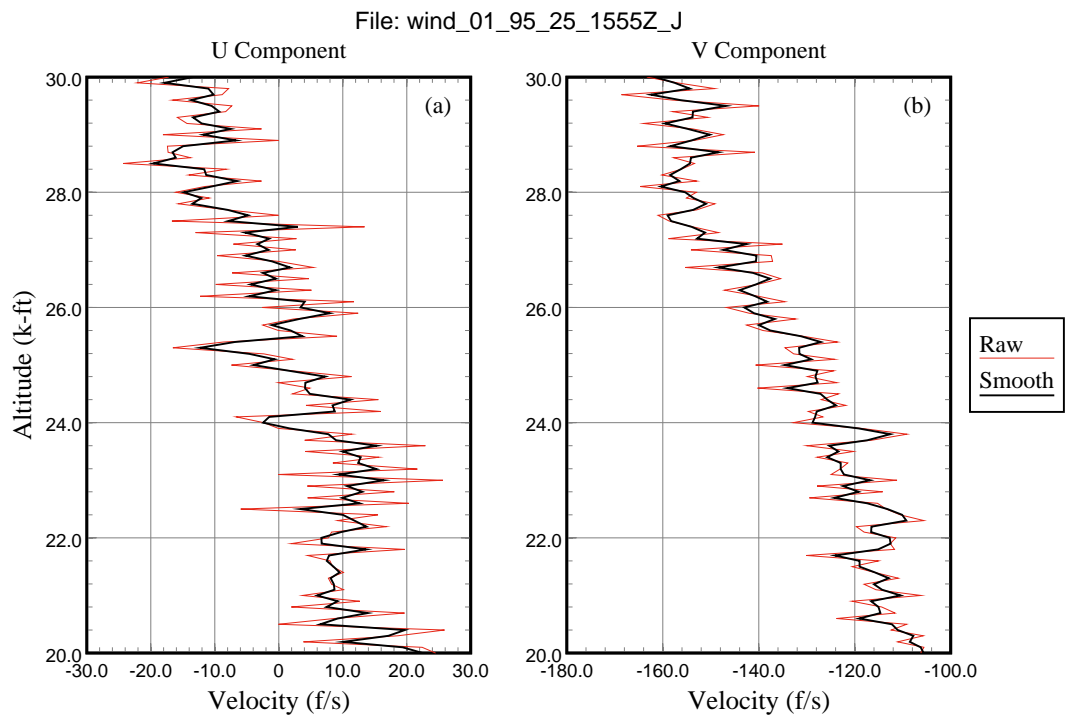 File: wind_01_95_25_1555Z_J
U Component
V Component
30.0
28.0
26.0
24.0
22.0
20.0
Altitude (k-ft)
(a)
-30.0
-20.0
-10.0
0
10.0
20.0
30.0
Velocity (f/s)
30.0
28.0
26.0
24.0
22.0
20.0
(b)
-180.0
-160.0
-140.0
-120.0
-100.0
Velocity (f/s)
Raw
Smooth